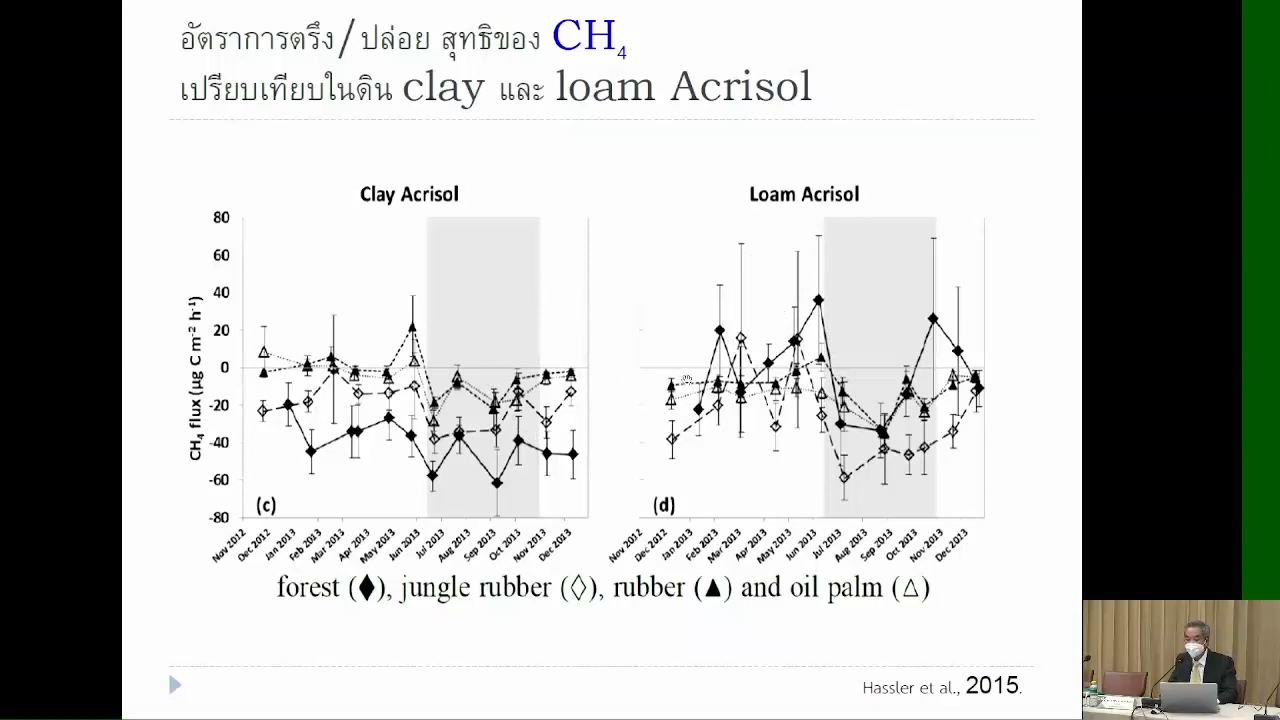 อัตราการตรึง/ปล่อย สุทธิของ CH4
เปรียบเทียบในดิน clay และ loam Acrisol
Clay Acrisol
Loam Acrisol
CH4 flux (µg C m-2 h-1)
80
60
40
20
0
-20
-40
-60
-80
(c)
(d)
Nov 2012
Dec 2012
Jan 2013
Feb 2013
Mar 2013
Apr 2013
May 2013
Jun 2013
Jul 2013
Aug 2013
Sep 2013
Oct 2013
Nov 2013
Dec 2013
Nov 2012
Dec 2012
Jan 2013
Feb 2013
Mar 2013
Apr 2013
May 2013
Jun 2013
Jul 2013
Aug 2013
Sep 2013
Oct 2013
Nov 2013
Dec 2013
forest (♦), jungle rubber (◊), rubber (▲) and oil palm (△)
Hassler et al., 2015.